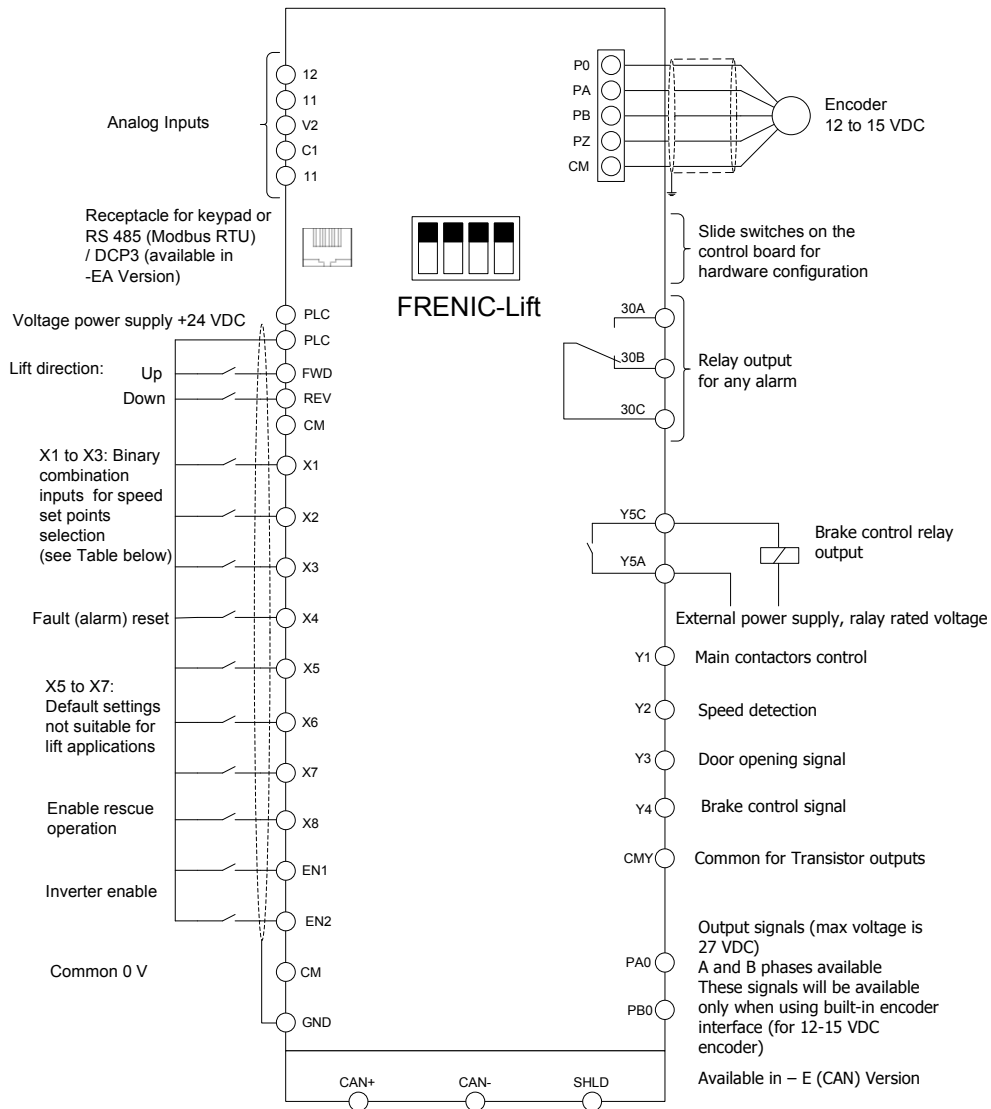 12
11
V2
C1
11
Analog Inputs
P0
PA
PB
PZ
CM
Encoder
12 to 15 VDC
Receptacle for keypad or
RS 485 (Modbus RTU)
/ DCP3 (available in
-EA Version)
FRENIC-Lift
Slide switches on the
control board for
hardware configuration
Voltage power supply +24 VDC
PLC
PLC
Lift direction:
Up
FWD
Down
REV
CM
30A
30B
30C
Relay output
for any alarm
X1 to X3: Binary
combination
inputs for speed
set points
selection
(see Table below)
X1
X2
X3
Fault (alarm) reset
X4
X5
X5 to X7:
Default settings
not suitable for
lift applications
X6
X7
Enable rescue
operation
X8
Inverter enable
EN1
EN2
Common 0 V
CM
GND
Y5C
Y5A
Brake control relay
output
External power supply, ralay rated voltage
Y1
Main contactors control
Y2
Speed detection
Y3
Door opening signal
Y4
Brake control signal
CMY
Common for Transistor outputs
PA0
PB0
Output signals (max voltage is
27 VDC)
A and B phases available
These signals will be available
only when using built-in encoder
interface (for 12-15 VDC
encoder)
CAN+
CAN-
SHLD
Available in – E (CAN) Version